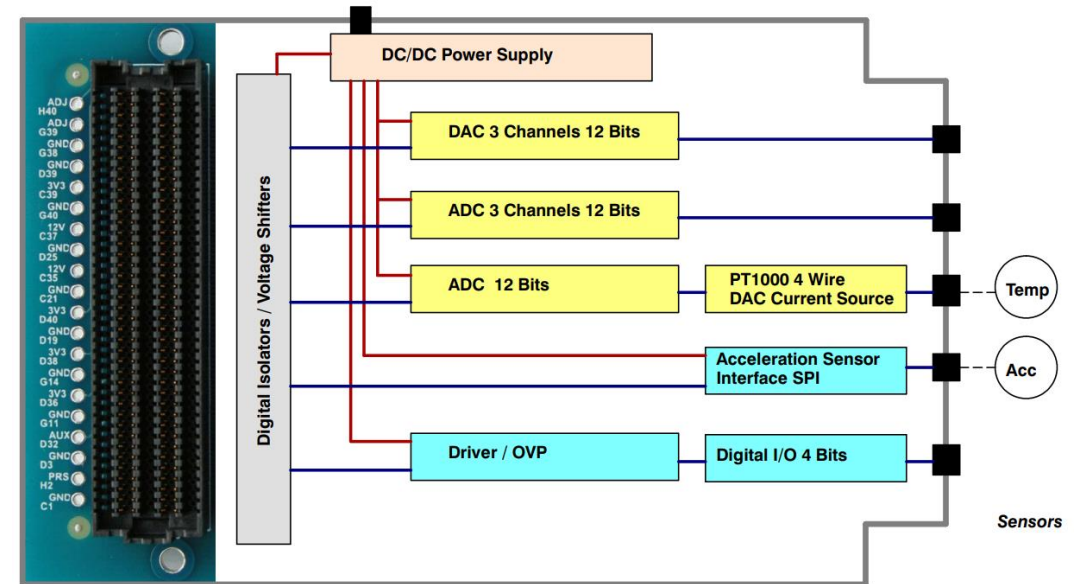 ADJ
H40
ADJ
G39
GND
G38
GND
D39
3V3
C39
GND
G40
12V
C37
GND
D25
12V
C35
GND
C21
3V3
D40
GND
D19
3V3
D38
GND
G14
3V3
D36
GND
G11
AUX
D32
GND
D3
PRS
H2
GND
C1
Digital Isolators / Voltage Shifters
DC/DC Power Supply
DAC 3 Channels 12 Bits
ADC 3 Channels 12 Bits
ADC 12 Bits
PT1000 4 Wire
DAC Current Source
Temp
Acceleration Sensor
Interface SPI
Acc
Driver / OVP
Digital I/O 4 Bits
Sensors